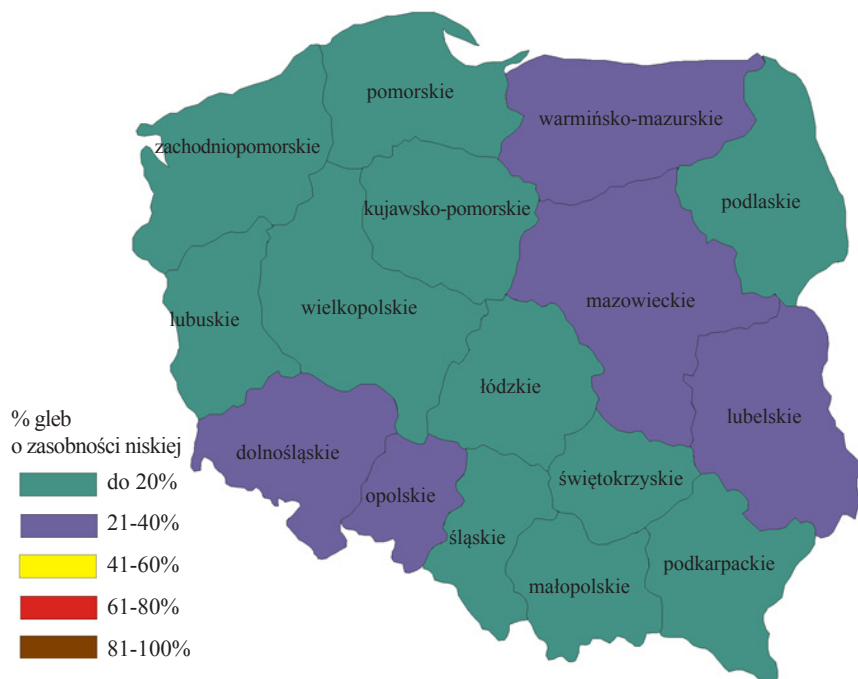 pomorskie
warmińsko-mazurskie
zachodniopomorskie
podlaskie
kujawsko-pomorskie
mazowieckie
wielkopolskie
lubuskie
łódzkie
lubelskie
dolnośląskie
opolskie
świętokrzyskie
śląskie
podkarpackie
małopolskie
% gleb
o zasobności niskiej
do 20%
21-40%
41-60%
61-80%
81-100%